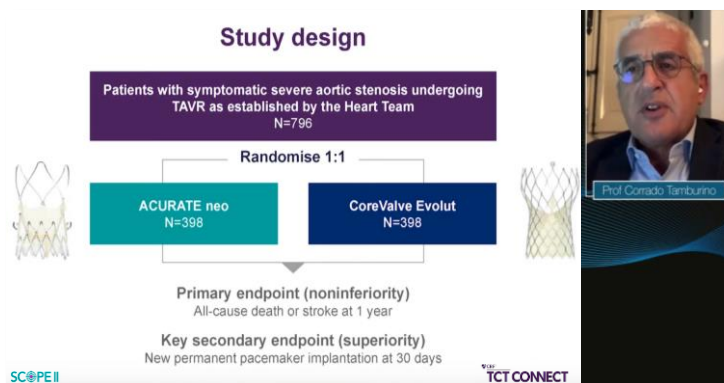 Study design
Patients with symptomatic severe aortic stenosis undergoing
TAVR as established by the Heart Team
N=796
Randomise 1:1
ACURATE neo
N=398
CoreValve Evolut
N=398
Primary endpoint (noninferiority)
All-cause death or stroke at 1 year
Key secondary endpoint (superiority)
New permanent pacemaker implantation at 30 days
Prof Corrado Tamburino
SCOPE II
TCT CONNECT